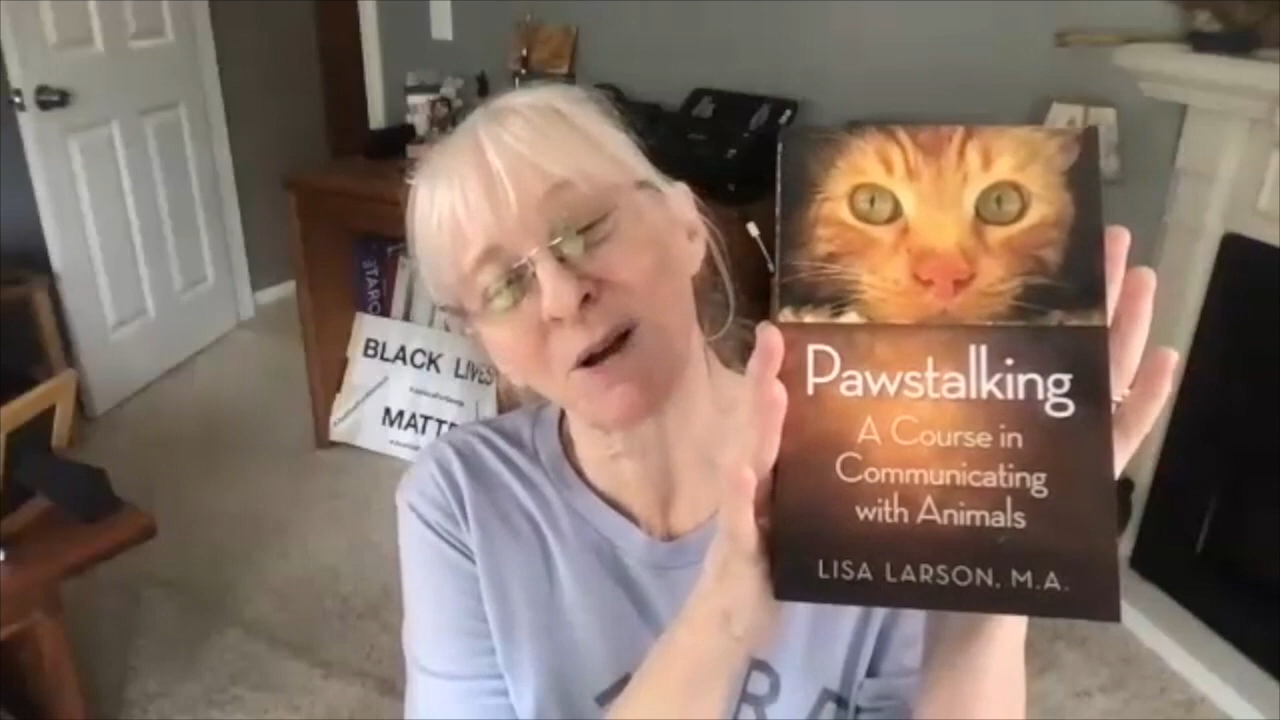 BLACK LIVES
MATT
Pawstalking
A Course in
Communicating
with Animals
LISA LARSON, M.A.